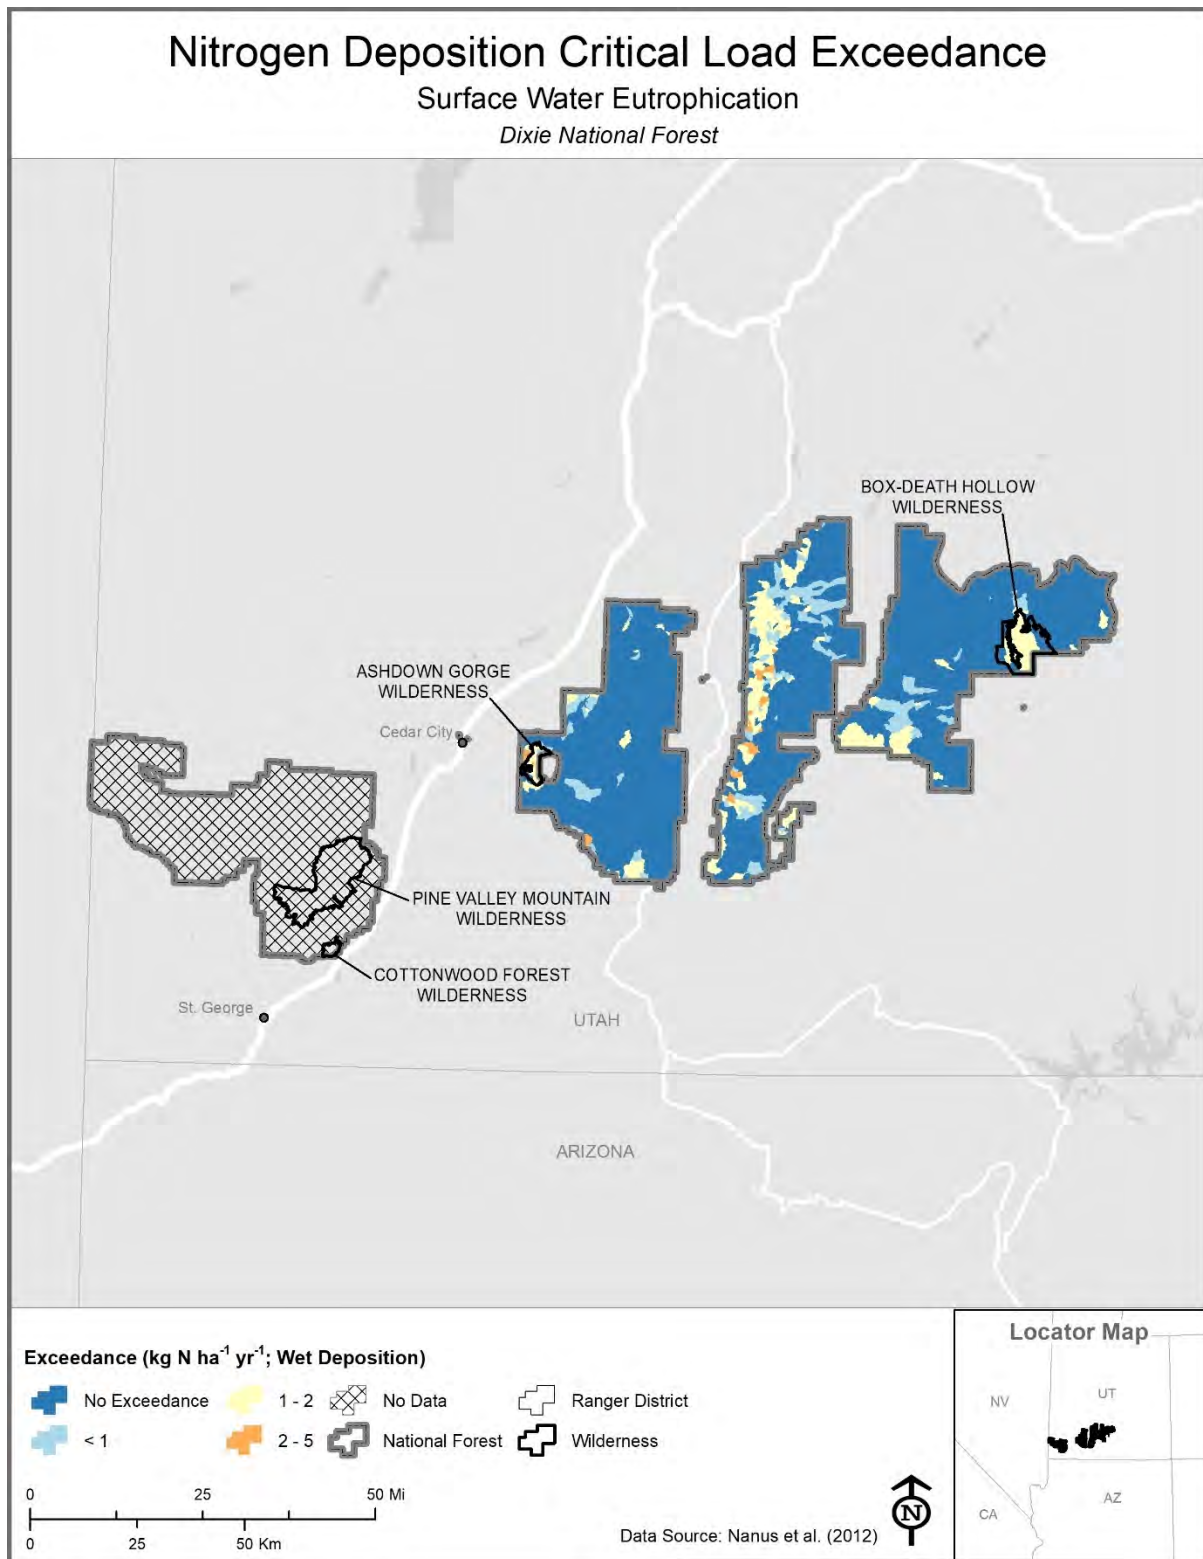 Nitrogen Deposition Critical Load Exceedance
Surface Water Eutrophication
Dixie National Forest
BOX-DEATH HOLLOW
WILDERNESS
ASHDOWN GORGE
WILDERNESS
Cedar City
PINE VALLEY MOUNTAIN
WILDERNESS
COTTONWOOD FOREST
WILDERNESS
St. George
UTAH
ARIZONA
Exceedance (kg N ha⁻¹ yr⁻¹; Wet Deposition)
No Exceedance
1 - 2
No Data
Ranger District
< 1
2 - 5
National Forest
Wilderness
0 25 50 Mi
0 25 50 Km
N
Data Source: Nanus et al. (2012)
Locator Map
NV
UT
CA
AZ